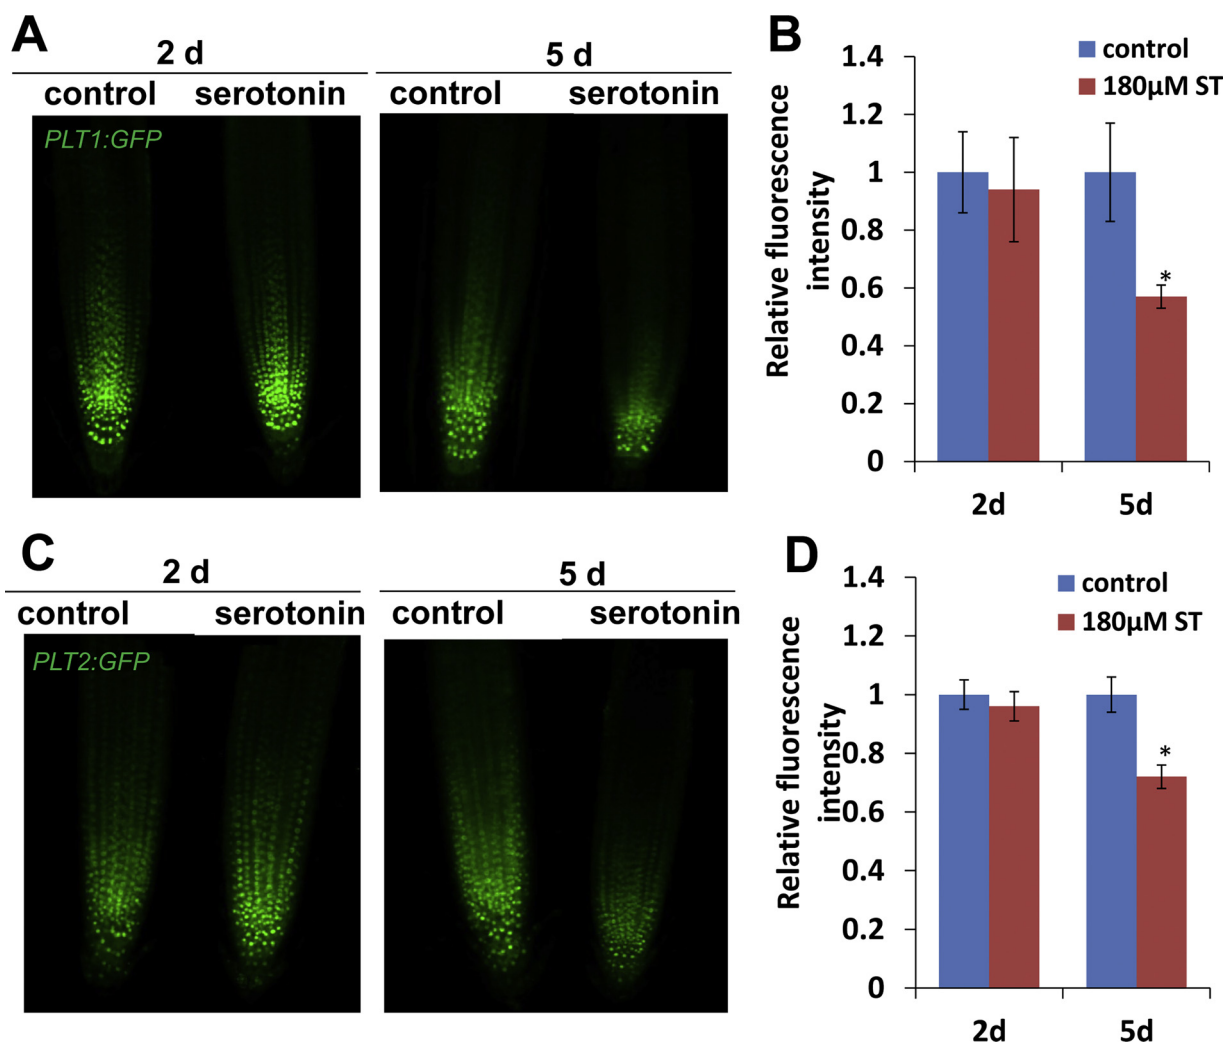 A
2 d
5 d
control
serotonin
control
serotonin
PLT1:GFP
B
control
180μM ST
Relative fluorescence
intensity
1.4
1.2
1
0.8
0.6
0.4
0.2
0
*
2d
5d
C
2 d
5 d
control
serotonin
control
serotonin
PLT2:GFP
D
control
180μM ST
Relative fluorescence
intensity
1.4
1.2
1
0.8
0.6
0.4
0.2
0
*
2d
5d